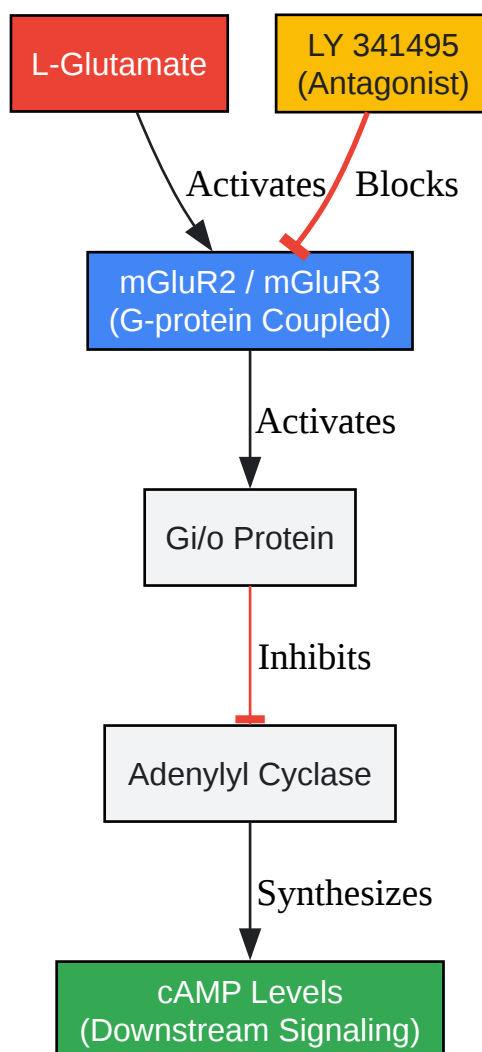 L-Glutamate
LY 341495
(Antagonist)
Activates
Blocks
mGluR2 / mGluR3
(G-protein Coupled)
Activates
Gi/o Protein
Inhibits
Adenylyl Cyclase
Synthesizes
cAMP Levels
(Downstream Signaling)